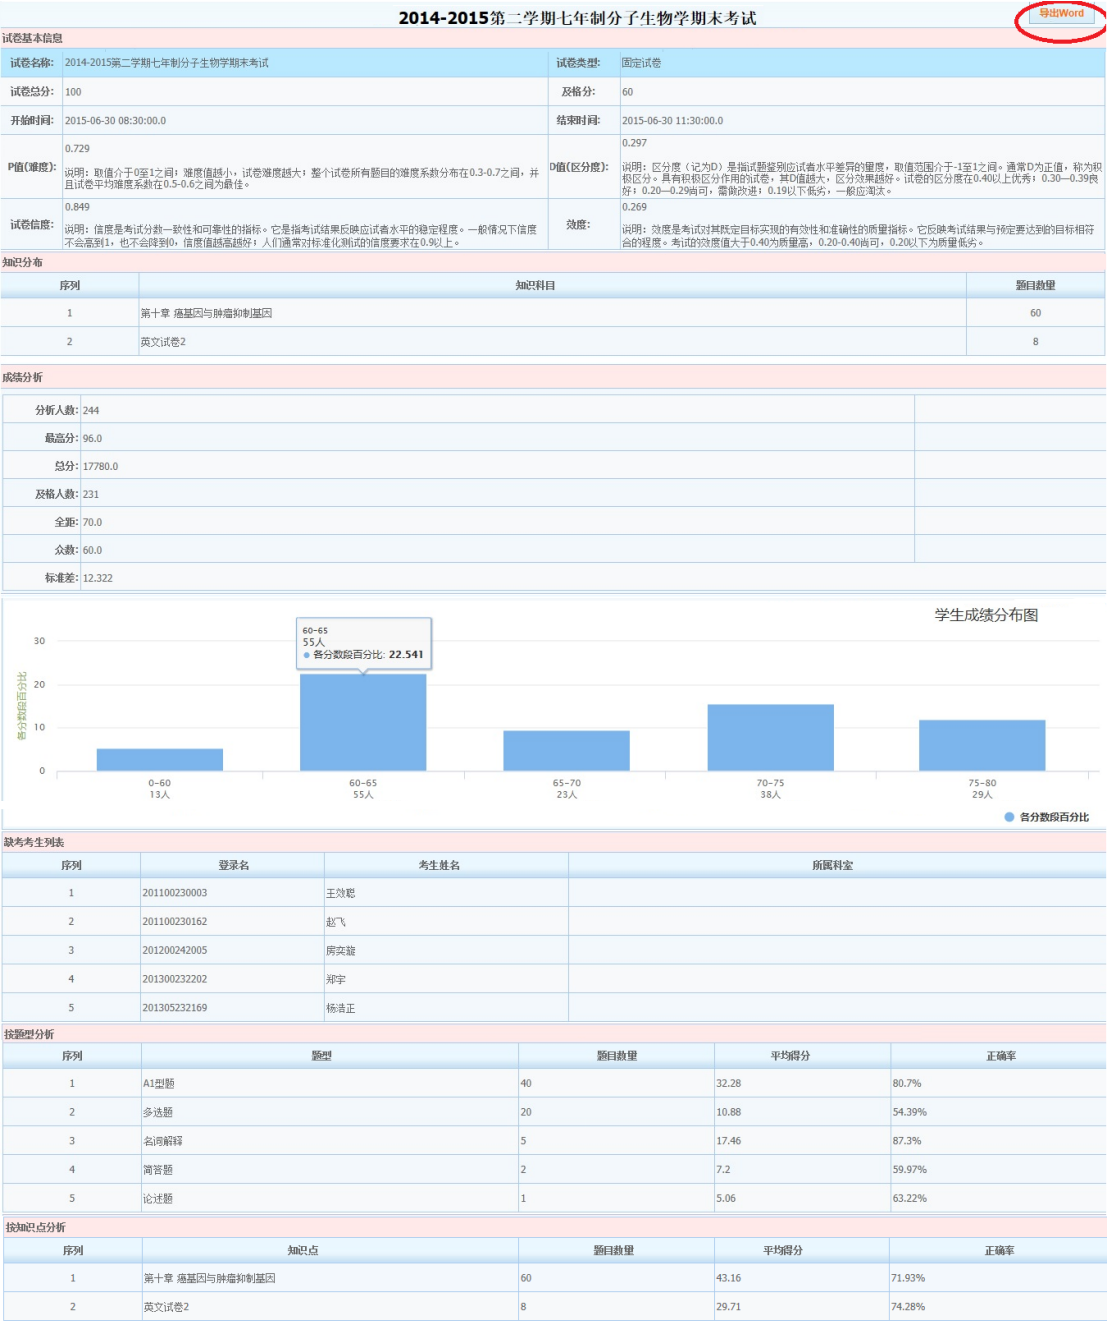 2014-2015第二学期七年制分子生物学期末考试
导出Word
试卷基本信息
试卷名称: 2014-2015第二学期七年制分子生物学期末考试 试卷类型: 固定试卷
试卷总分: 100 及格分: 60
开始时间: 2015-06-30 08:30:00.0 结束时间: 2015-06-30 11:30:00.0
P值(难度): 0.729
说明: 取值介于0至1之间; 难度值越小, 试卷难度越大; 整个试卷所有题目的难度系数分布在0.3-0.7之间, 并
且试卷平均难度系数在0.5-0.6之间为最佳。
D值(区分度): 0.297
说明: 区分度（记为D）是指试题鉴别应试者水平差异的量度, 取值范围介于-1至1之间。通常D为正值, 称为积
极区分。具有积极区分作用的试卷, 其D值越大, 区分效果越好。试卷的区分度在0.40以上优秀; 0.30—0.39良
好; 0.20—0.29尚可, 需做改进; 0.19以下低劣, 一般应淘汰。
试卷信度: 0.849
说明: 信度是考试分数一致性和可靠性的指标。它是指考试结果反映应试者水平的稳定程度。一般情况下信度
不会高到1, 也不会降到0, 信度值越高越好; 人们通常对标准化测试的信度要求在0.9以上。
效度: 0.269
说明: 效度是考试对其既定目标实现的有效性和准确性的质量指标。它反映考试结果与预定要达到的目标相符
合的程度。考试的效度值大于0.40为质量高, 0.20-0.40尚可, 0.20以下为质量低劣。
知识分布
序列 知识科目 题目数量
1 第十章 癌基因与肿瘤抑制基因 60
2 英文试卷2 8
成绩分析
分析人数: 244
最高分: 96.0
总分: 17780.0
及格人数: 231
全距: 70.0
众数: 60.0
标准差: 12.322
学生成绩分布图
60-65
55人
各分数段百分比: 22.541
各分数段百分比
30
20
10
0
0-60 60-65 65-70 70-75 75-80
13人 55人 23人 38人 29人
各分数段百分比
缺考考生列表
序列 登录名 考生姓名 所属科室
1 201100230003 王效聪
2 201100230162 赵飞
3 201200242005 房奕璇
4 201300232202 郑宇
5 201305232169 杨浩正
按题型分析
序列 题型 题目数量 平均得分 正确率
1 A1型题 40 32.28 80.7%
2 多选题 20 10.88 54.39%
3 名词解释 5 17.46 87.3%
4 简答题 2 7.2 59.97%
5 论述题 1 5.06 63.22%
按知识点分析
序列 知识点 题目数量 平均得分 正确率
1 第十章 癌基因与肿瘤抑制基因 60 43.16 71.93%
2 英文试卷2 8 29.71 74.28%